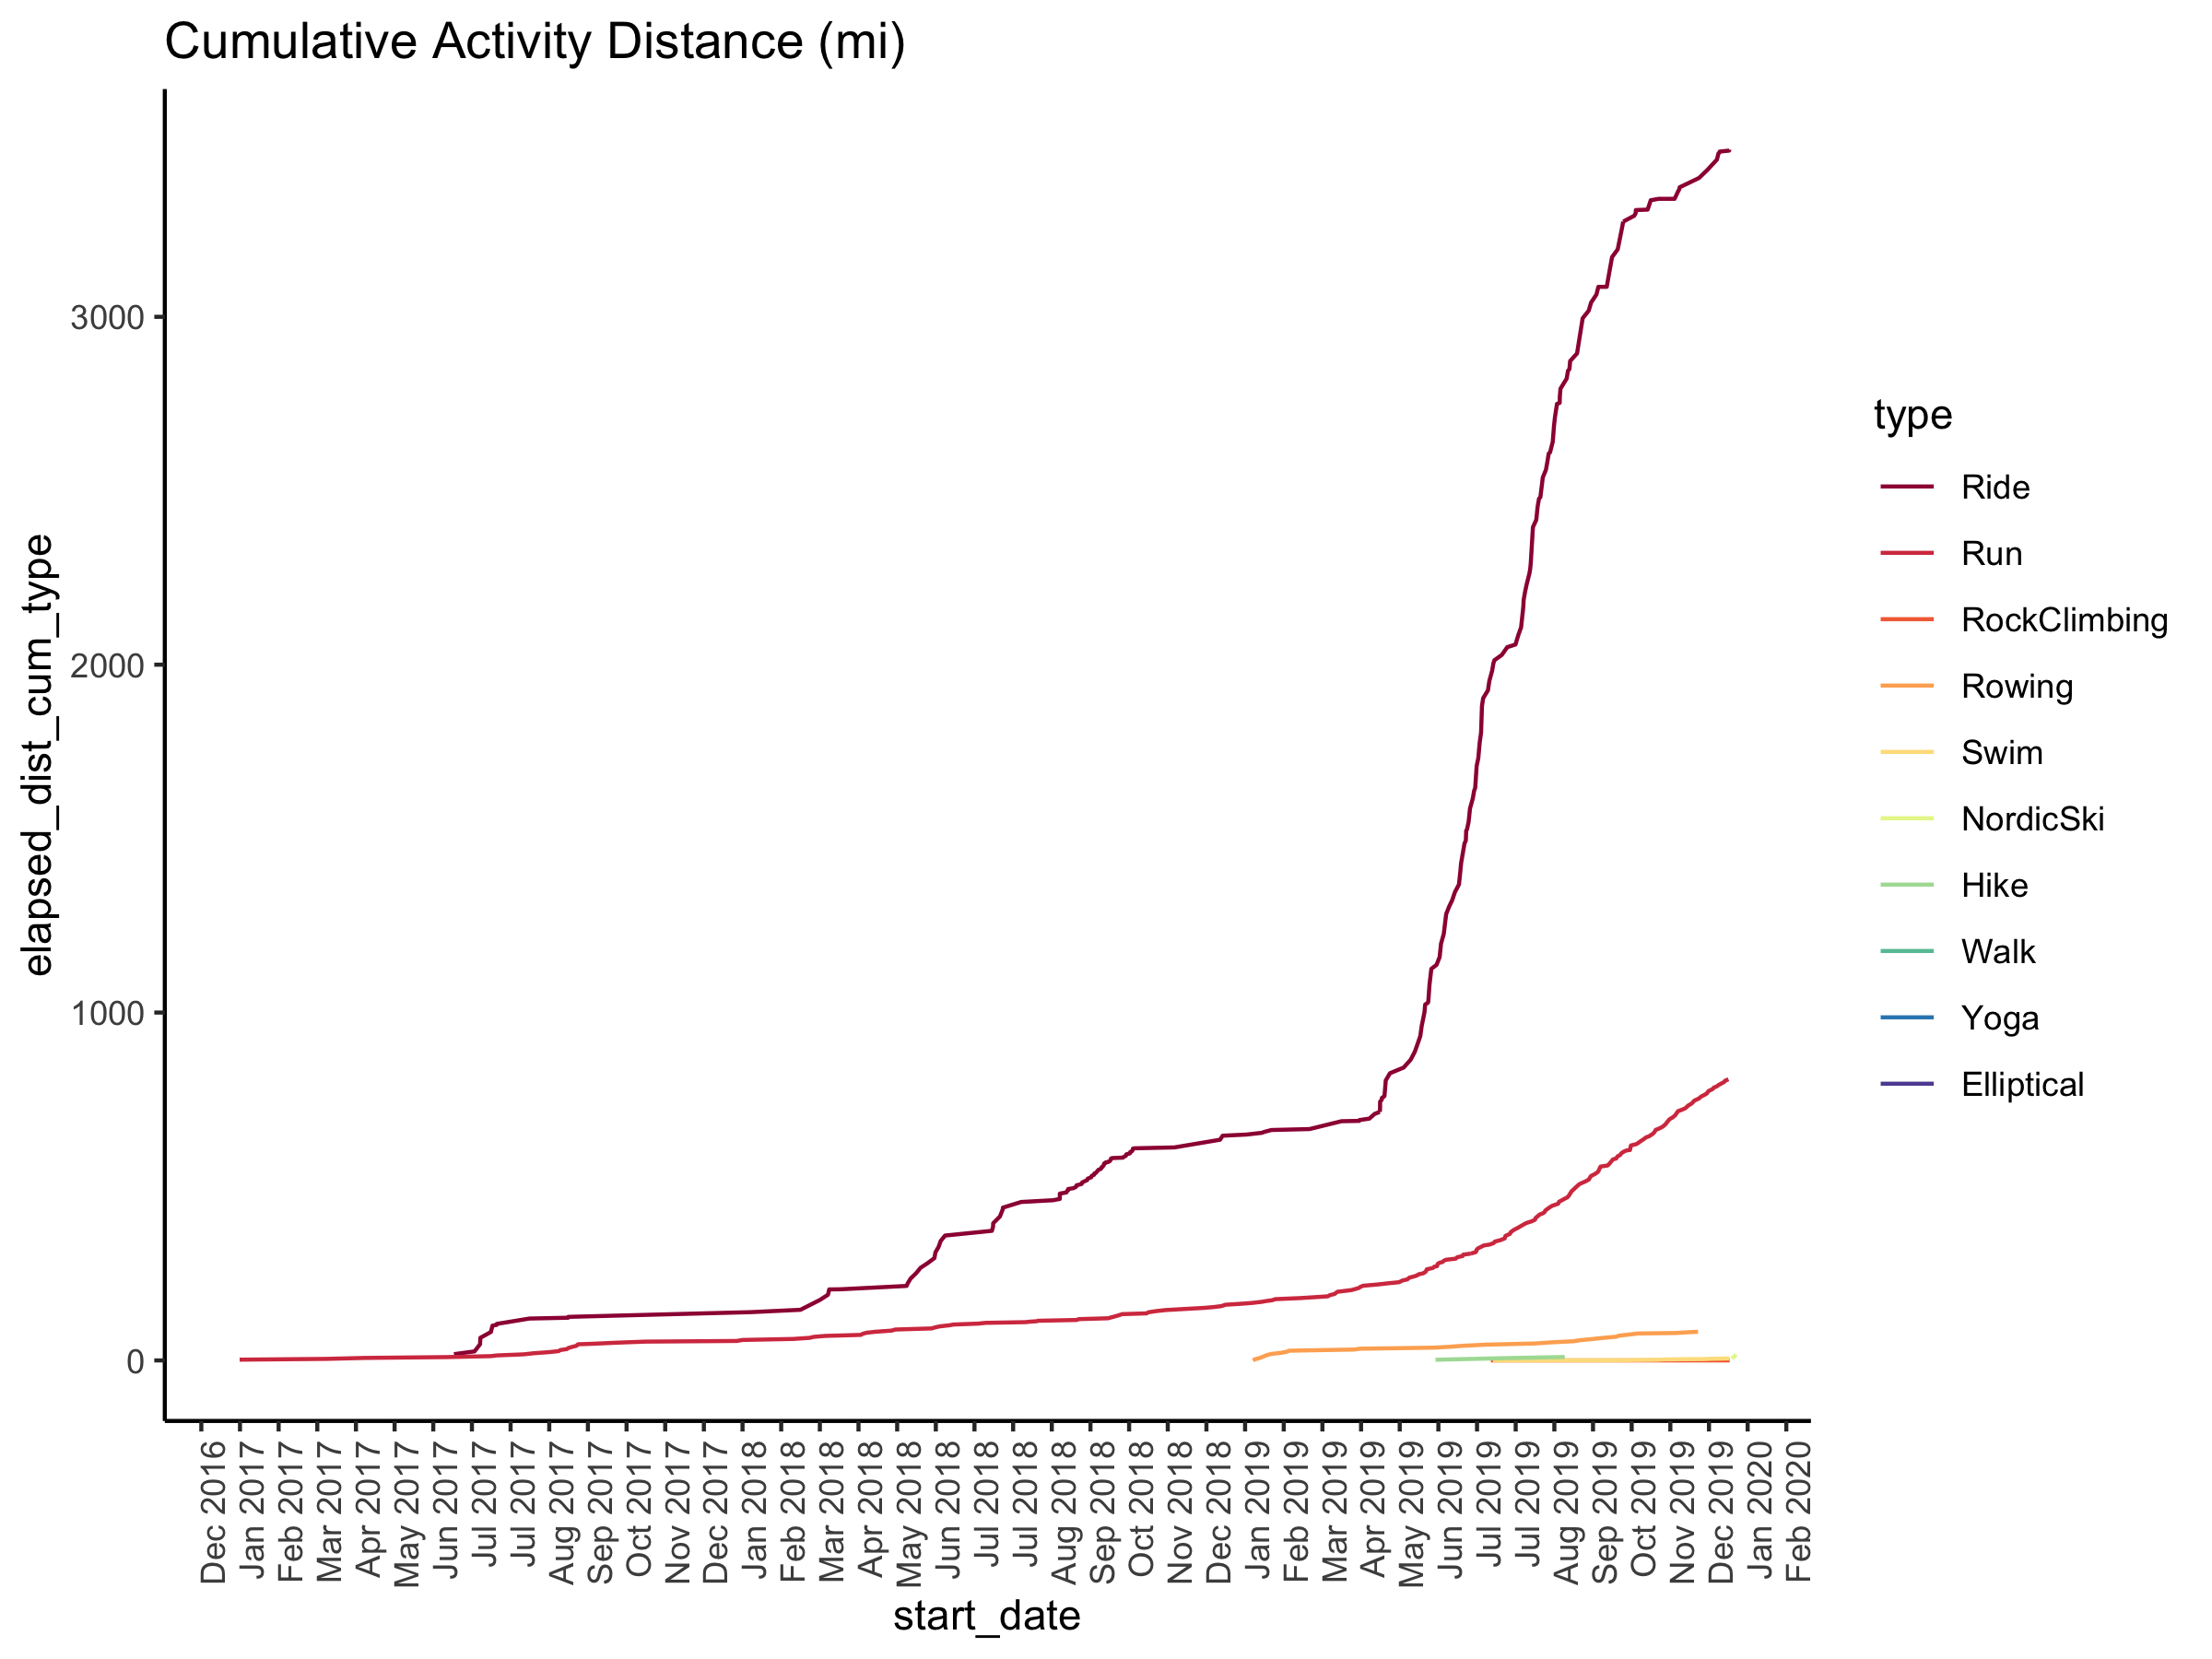 Cumulative Activity Distance (mi)
elapsed_dist_cum_type
3000
2000
1000
0
Dec 2016
Jan 2017
Feb 2017
Mar 2017
Apr 2017
May 2017
Jun 2017
Jul 2017
Jul 2017
Aug 2017
Sep 2017
Oct 2017
Nov 2017
Dec 2017
Jan 2018
Feb 2018
Mar 2018
Apr 2018
May 2018
Jun 2018
Jul 2018
Jul 2018
Aug 2018
Sep 2018
Oct 2018
Nov 2018
Dec 2018
Jan 2019
Feb 2019
Mar 2019
Apr 2019
May 2019
Jun 2019
Jul 2019
Jul 2019
Aug 2019
Sep 2019
Oct 2019
Nov 2019
Dec 2019
Jan 2020
Feb 2020
start_date
type
Ride
Run
RockClimbing
Rowing
Swim
NordicSki
Hike
Walk
Yoga
Elliptical